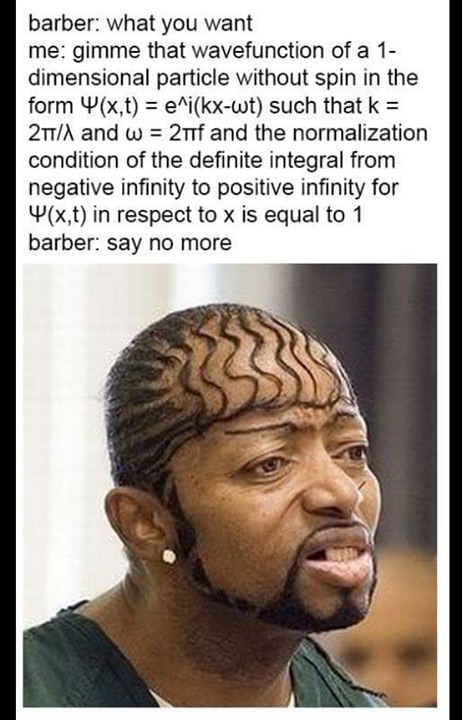 barber: what you want
me: gimme that wavefunction of a 1-
dimensional particle without spin in the
form Ψ(x,t) = e^i(kx-ωt) such that k =
2π/λ and ω = 2πf and the normalization
condition of the definite integral from
negative infinity to positive infinity for
Ψ(x,t) in respect to x is equal to 1
barber: say no more